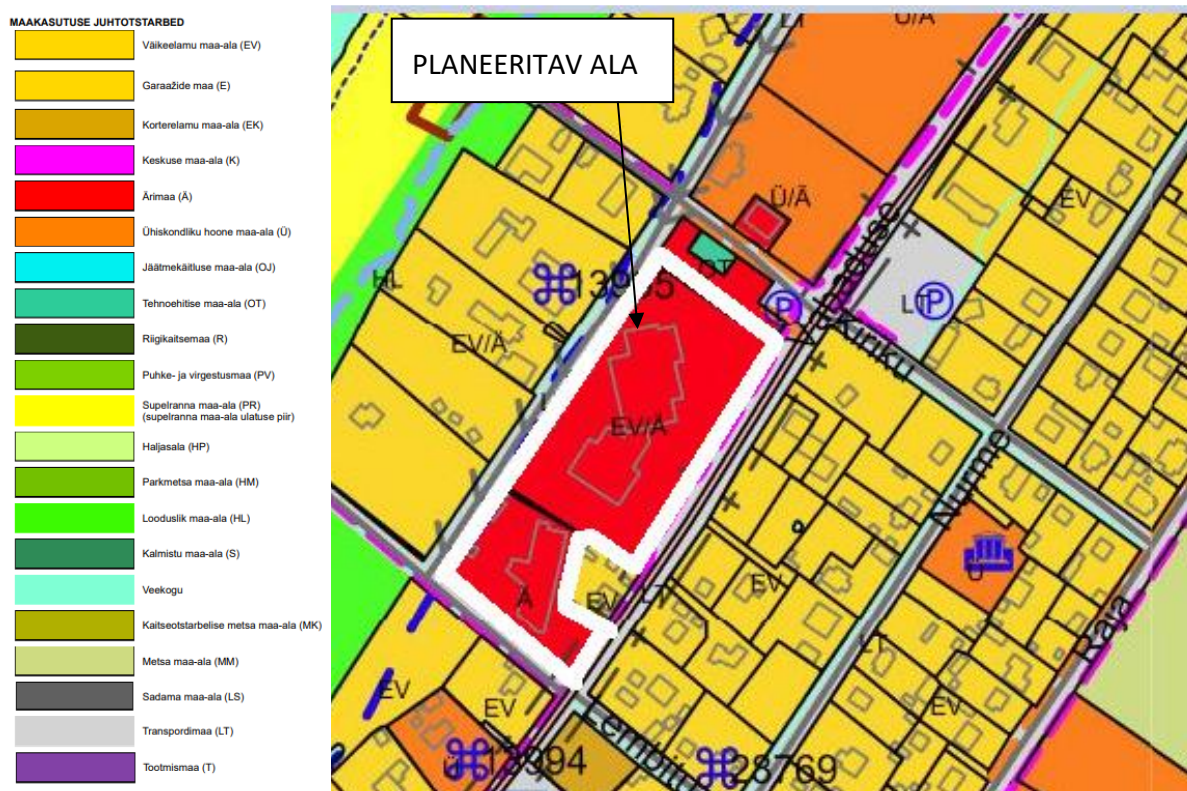 MAAKASUTUSE JUHTOTSTARBED
Väikeelamu maa-ala (EV)
Garaažide maa (E)
Korterelamu maa-ala (EK)
Keskuse maa-ala (K)
Ärimaa (Ä)
Ühiskondliku hoone maa-ala (Ü)
Jäätmekäitluse maa-ala (OJ)
Tehnoehitise maa-ala (OT)
Riigikaitsemaa (R)
Puhke- ja virgestusmaa (PV)
Supelranna maa-ala (PR)
(supelranna maa-ala ulatuse piir)
Haljasala (HP)
Parkmetsa maa-ala (HM)
Looduslik maa-ala (HL)
Kalmistu maa-ala (S)
Veekogu
Kaitseotstarbelise metsa maa-ala (MK)
Metsa maa-ala (MM)
Sadama maa-ala (LS)
Transpordimaa (LT)
Tootmismaa (T)
PLANEERITAV ALA
LT
Ü/Ä
Ü/Ä
EV
HL
OT
P
LT
P
Kiriku
EV/Ä
EV/Ä
Nurme
Ü
Ä
EV
LT
EV
LT
Raja
EV
EV
EV
Ü
13994
28769